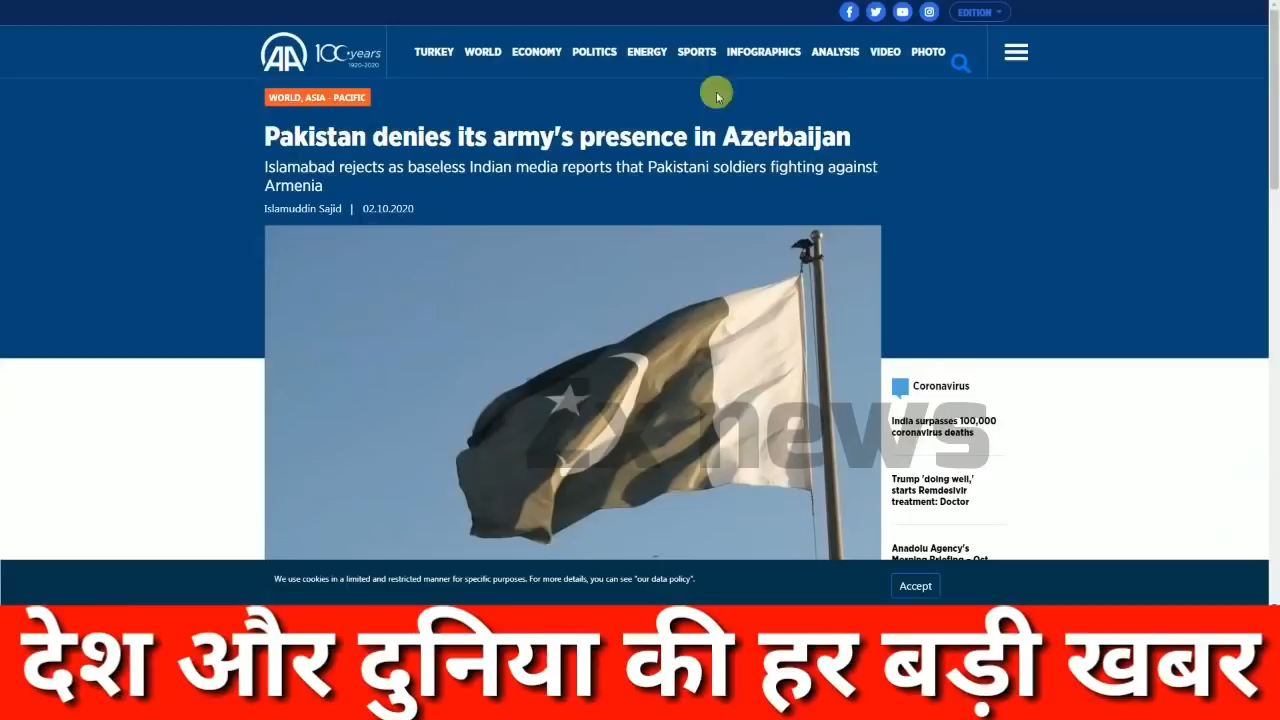 EDITION
AA 100 years
1920-2020
TURKEY WORLD ECONOMY POLITICS ENERGY SPORTS INFOGRAPHICS ANALYSIS VIDEO PHOTO
WORLD, ASIA - PACIFIC
Pakistan denies its army's presence in Azerbaijan
Islamabad rejects as baseless Indian media reports that Pakistani soldiers fighting against
Armenia
Islamuddin Sajid | 02.10.2020
Coronavirus
India surpasses 100,000
coronavirus deaths
news
Trump 'doing well,'
starts Remdesivir
treatment: Doctor
Anadolu Agency's
Morning Briefing - Oct
We use cookies in a limited and restricted manner for specific purposes. For more details, you can see "our data policy".
Accept
देश और दुनिया की हर बड़ी खबर